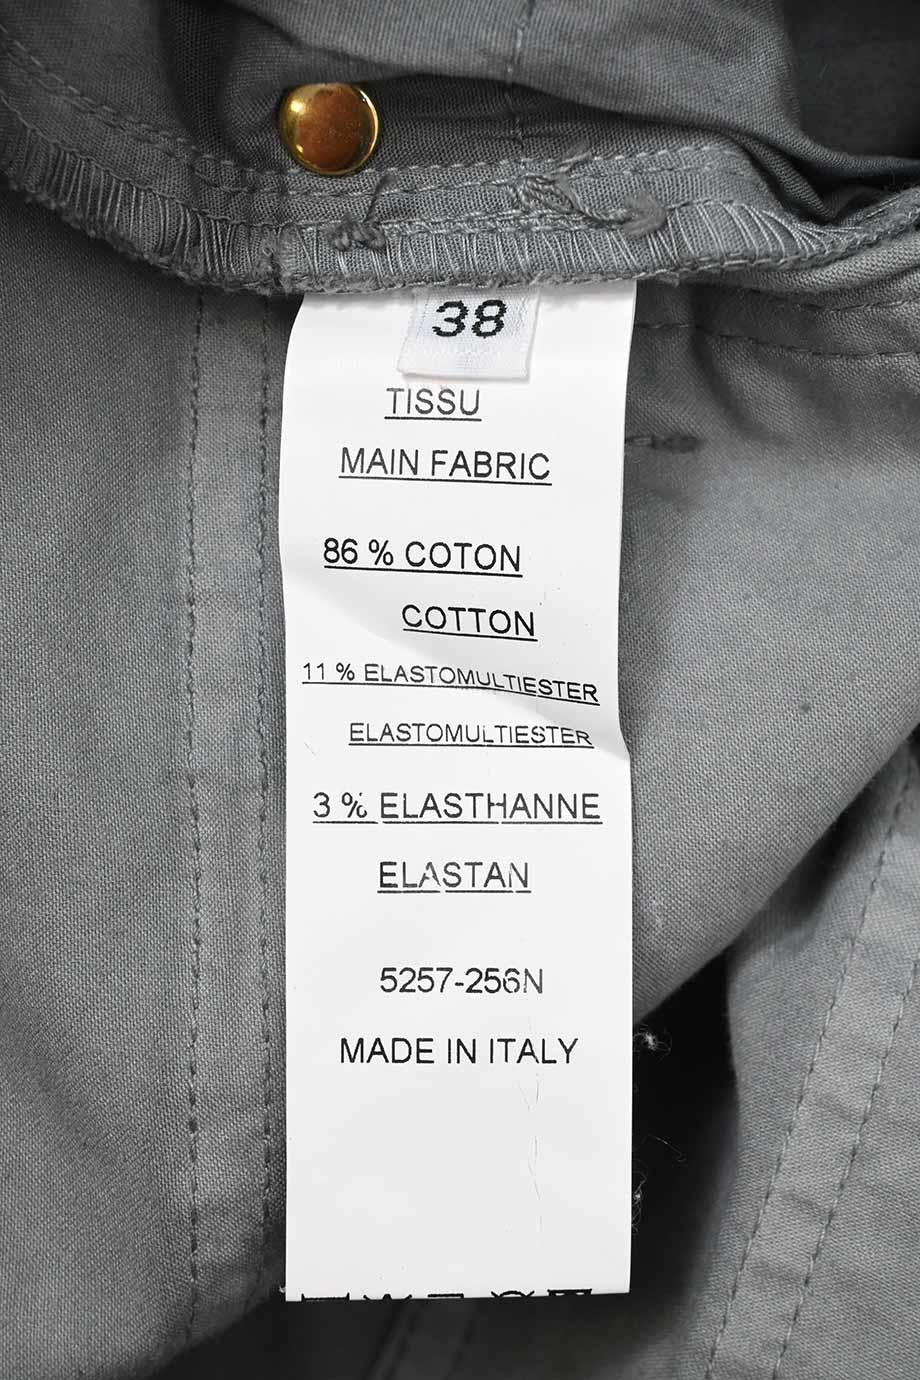 38
TISSU
MAIN FABRIC
86 % COTON
COTTON
11 % ELASTOMULTIESTER
ELASTOMULTIESTER
3 % ELASTHANNE
ELASTAN
5257-256N
MADE IN ITALY